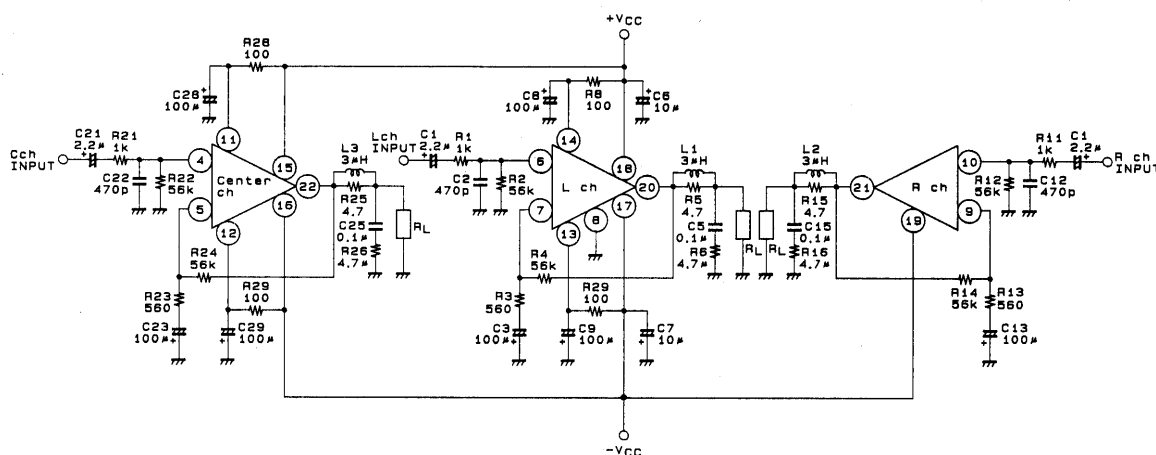 +VCC
R28
100
C28
100µ
+
11
15
C8
100µ
+
R8
100
C6
10µ
+
14
18
Cch
INPUT
C21
2.2µ
+
R21
1k
C22
470p
R22
56k
4
5
Center
ch
12
16
22
L3
3µH
R25
4.7
C25
0.1µ
R26
4.7µ
RL
R24
56k
R23
560
C23
100µ
+
R29
100
C29
100µ
+
Lch
INPUT
C1
2.2µ
+
R1
1k
C2
470p
R2
56k
6
7
L ch
13
8
17
20
L1
3µH
R5
4.7
C5
0.1µ
R6
4.7µ
RL
R4
56k
R3
560
C3
100µ
+
R29
100
C9
100µ
+
C7
10µ
+
RL
L2
3µH
R15
4.7
C15
0.1µ
R16
4.7µ
21
R ch
19
10
9
R11
1k
C1
2.2µ
+
R ch
INPUT
R12
56k
C12
470p
R14
56k
R13
560
C13
100µ
+
-VCC